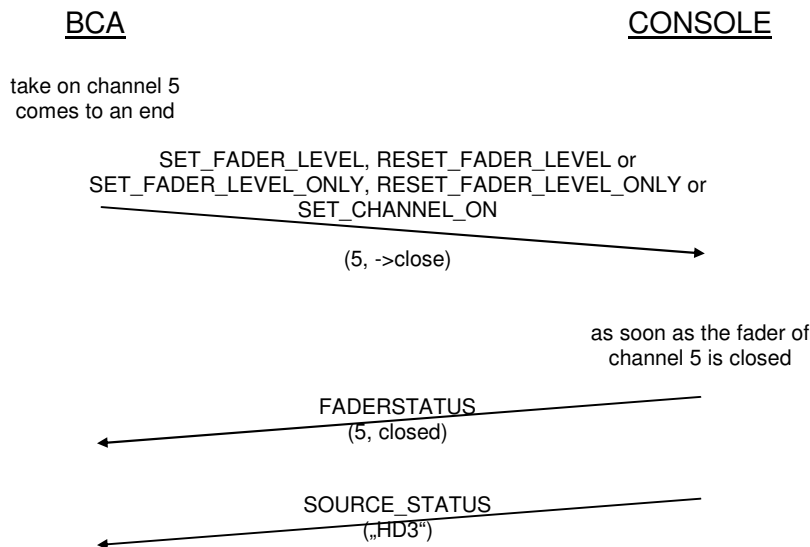 BCA
CONSOLE
take on channel 5
comes to an end
SET_FADER_LEVEL, RESET_FADER_LEVEL or
SET_FADER_LEVEL_ONLY, RESET_FADER_LEVEL_ONLY or
SET_CHANNEL_ON
(5, ->close)
as soon as the fader of
channel 5 is closed
FADERSTATUS
(5, closed)
SOURCE_STATUS
(„HD3“)